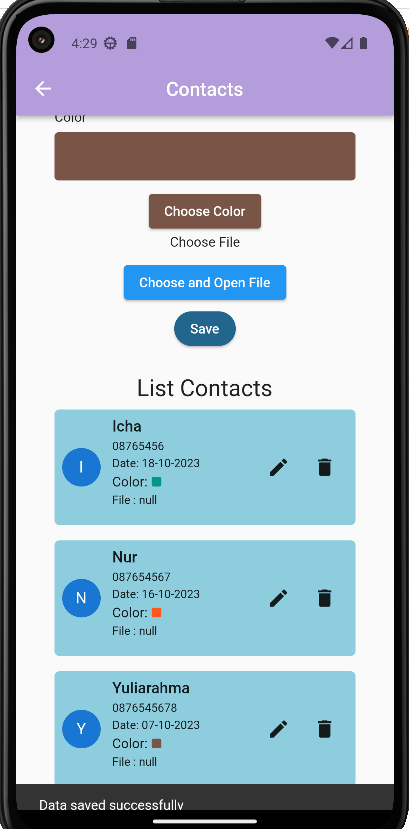 4:29
Contacts
Color
Choose Color
Choose File
Choose and Open File
Save
List Contacts
Icha
08765456
I
Date: 18-10-2023
Color:
File : null
Nur
087654567
N
Date: 16-10-2023
Color:
File : null
Yuliarahma
0876545678
Y
Date: 07-10-2023
Color:
File : null
Data saved successfully